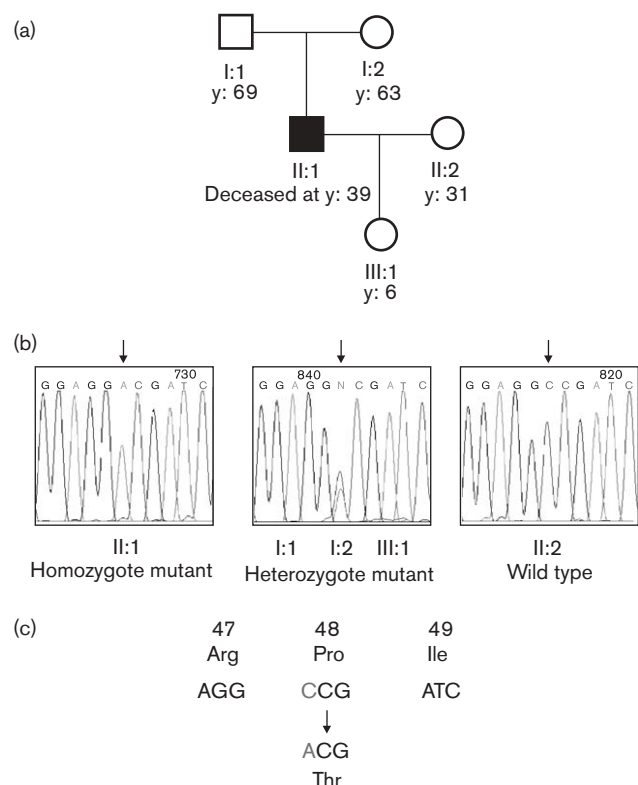 (a)
I:1
y: 69
I:2
y: 63
II:1
Deceased at y: 39
II:2
y: 31
III:1
y: 6
(b)
730
G G A G G A C G A T C
840
G G A G G N C G A T C
820
G G A G G C C G A T C
II:1
Homozygote mutant
I:1 I:2 III:1
Heterozygote mutant
II:2
Wild type
(c)
47 48 49
Arg Pro Ile
AGG CCG ATC
ACG
Thr